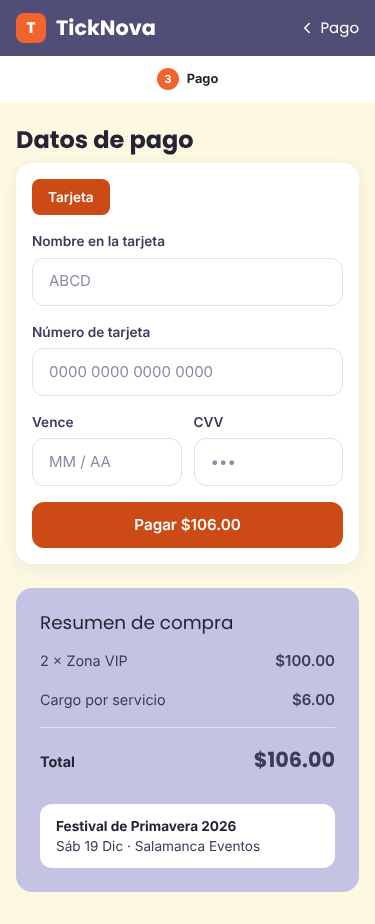 T TickNova
Pago
3 Pago
Datos de pago
Tarjeta
Nombre en la tarjeta
ABCD
Número de tarjeta
0000 0000 0000 0000
Vence CVV
MM / AA •••
Pagar $106.00
Resumen de compra
2 × Zona VIP $100.00
Cargo por servicio $6.00
Total $106.00
Festival de Primavera 2026
Sáb 19 Dic · Salamanca Eventos